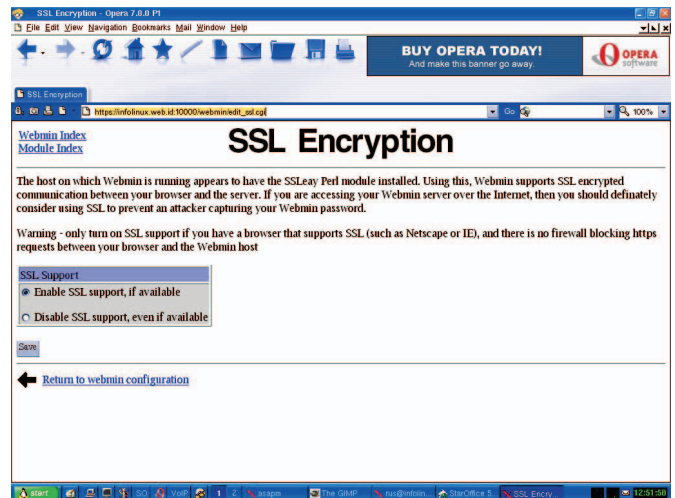 SSL Encryption - Opera 7.0.0 P1
File Edit View Navigation Bookmarks Mail Window Help
BUY OPERA TODAY!
And make this banner go away.
OPERA
software
SSL Encryption
https://infolinux.web.id:10000/webmin/edit_ssl.cgi
Go
100%
Webmin Index
Module Index
SSL Encryption
The host on which Webmin is running appears to have the SSLeay Perl module installed. Using this, Webmin supports SSL encrypted
communication between your browser and the server. If you are accessing your Webmin server over the Internet, then you should definately
consider using SSL to prevent an attacker capturing your Webmin password.
Warning - only turn on SSL support if you have a browser that supports SSL (such as Netscape or IE), and there is no firewall blocking https
requests between your browser and the Webmin host
SSL Support
Enable SSL support, if available
Disable SSL support, even if available
Save
Return to webmin configuration
start SO VoIP 1 2 asapm The GIMP rus@infolin... StarOffice 5... SSL Encry... 12:51:50